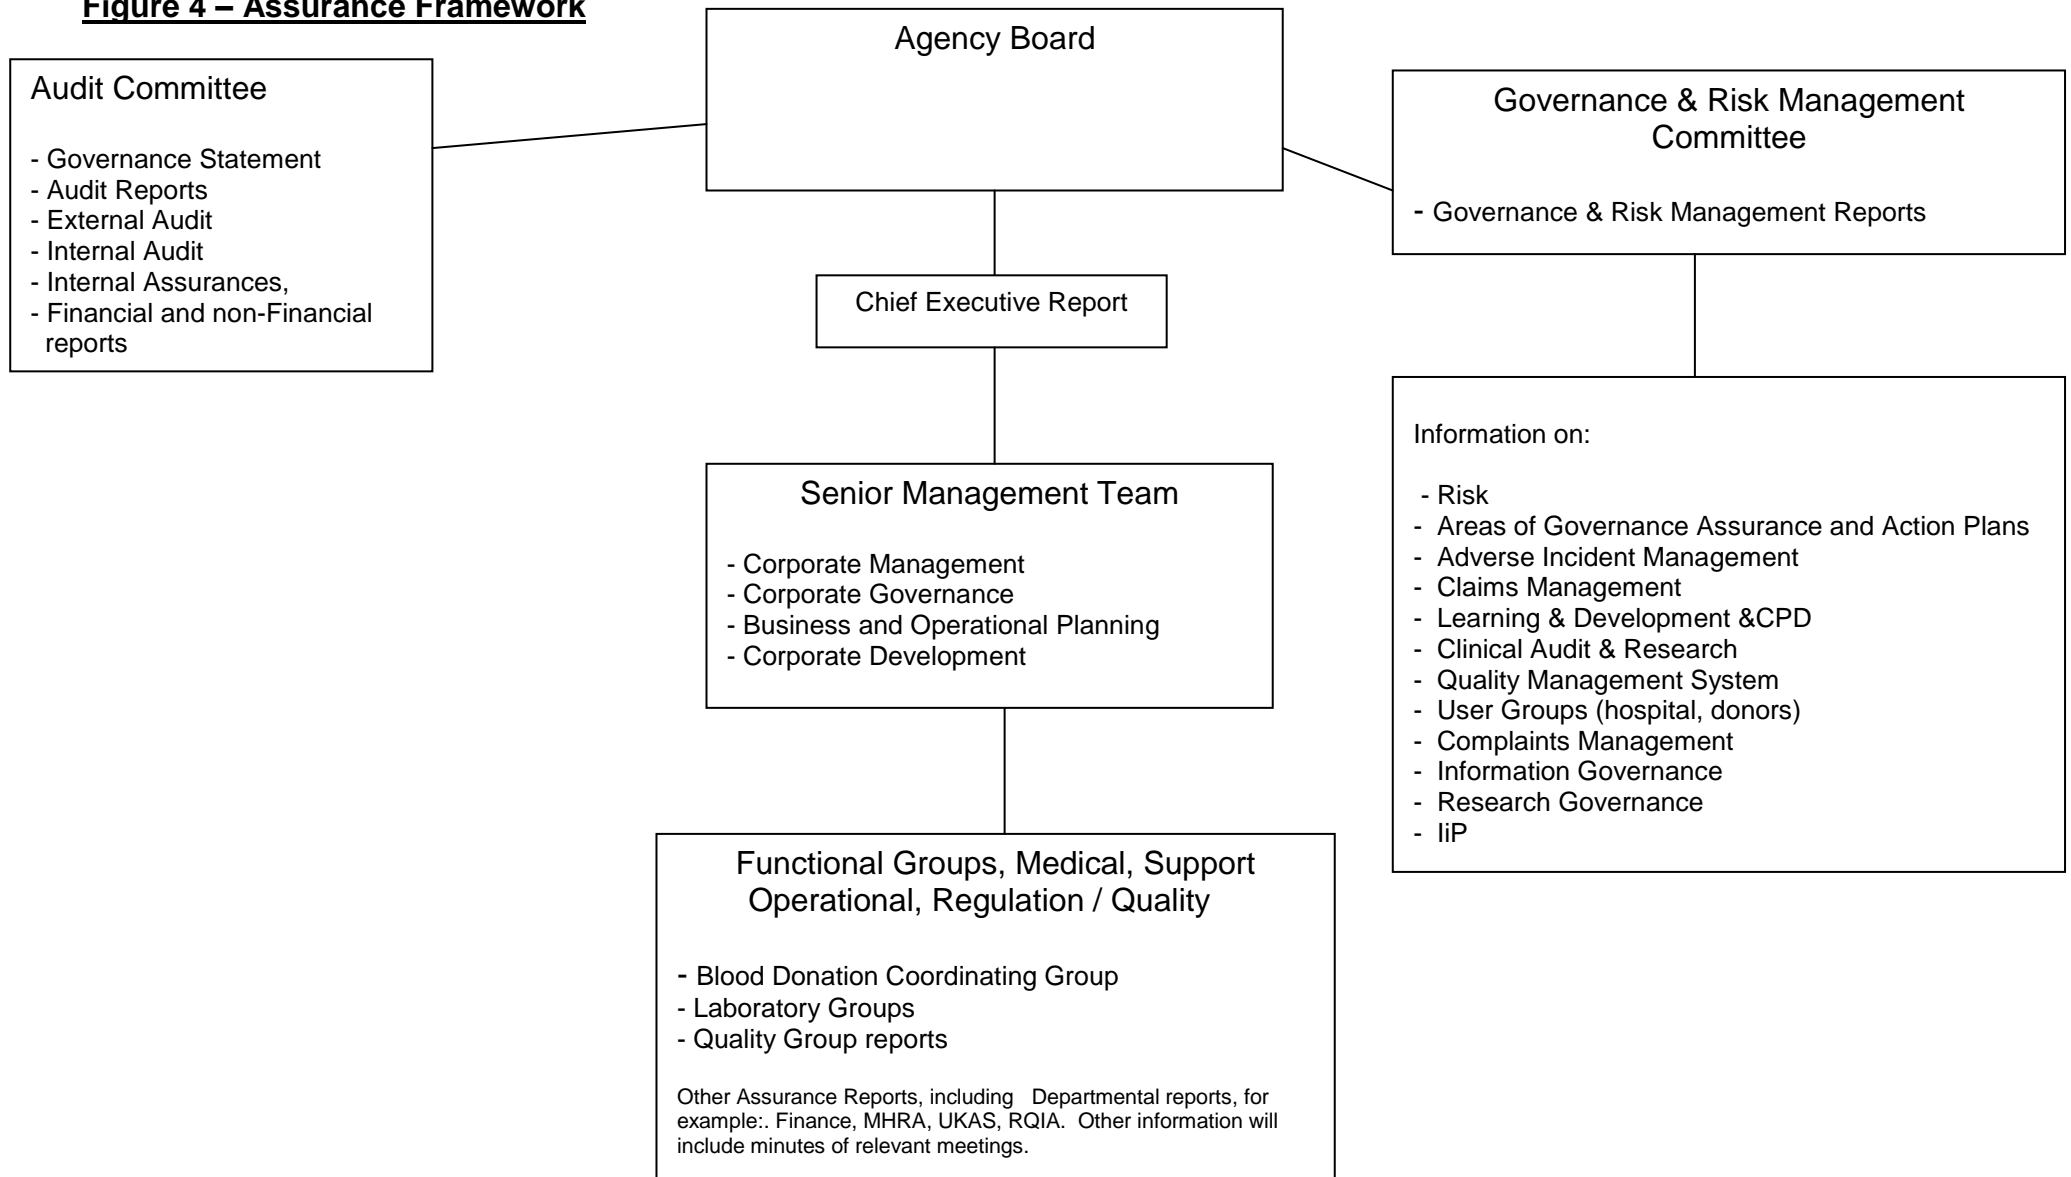 Figure 4 – Assurance Framework
Agency Board
Audit Committee
- Governance Statement
- Audit Reports
- External Audit
- Internal Audit
- Internal Assurances,
- Financial and non-Financial
reports
Governance & Risk Management
Committee
- Governance & Risk Management Reports
Chief Executive Report
Senior Management Team
- Corporate Management
- Corporate Governance
- Business and Operational Planning
- Corporate Development
Information on:
- Risk
- Areas of Governance Assurance and Action Plans
- Adverse Incident Management
- Claims Management
- Learning & Development &CPD
- Clinical Audit & Research
- Quality Management System
- User Groups (hospital, donors)
- Complaints Management
- Information Governance
- Research Governance
- IiP
Functional Groups, Medical, Support
Operational, Regulation / Quality
- Blood Donation Coordinating Group
- Laboratory Groups
- Quality Group reports
Other Assurance Reports, including   Departmental reports, for
example:. Finance, MHRA, UKAS, RQIA.  Other information will
include minutes of relevant meetings.